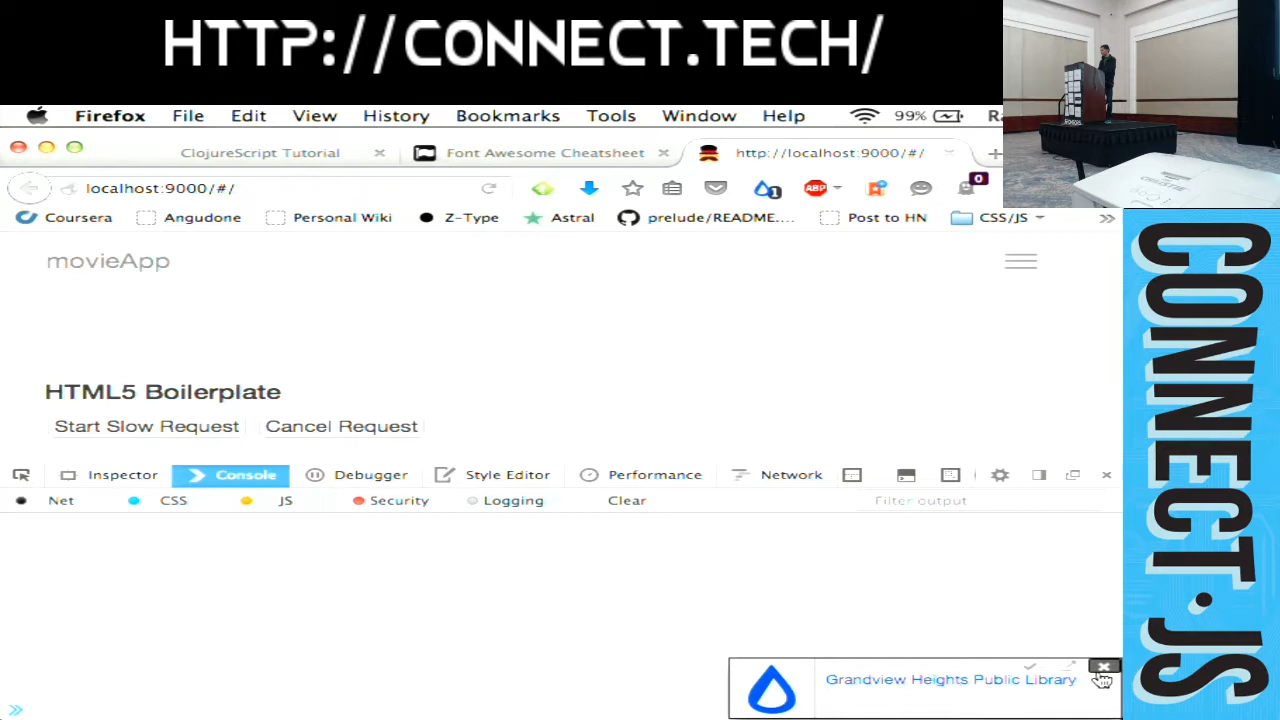 HTTP://CONNECT.TECH/
Firefox File Edit View History Bookmarks Tools Window Help 99%
ClojureScript Tutorial Font Awesome Cheatsheet http://localhost:9000/#/
localhost:9000/#/ 1 ABP 0
Coursera Angudone Personal Wiki Z-Type Astral prelude/README.... Post to HN CSS/JS
movieApp
HTML5 Boilerplate
Start Slow Request Cancel Request
Inspector Console Debugger Style Editor Performance Network
Net CSS JS Security Logging Clear Filter output
Grandview Heights Public Library
CONNECT.JS